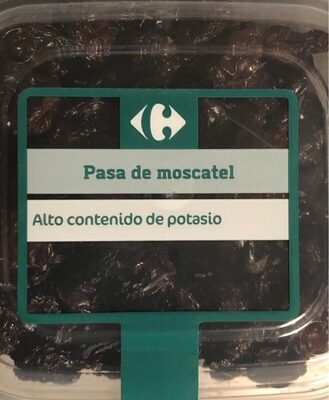 Pasa de moscatel
Alto contenido de potasio